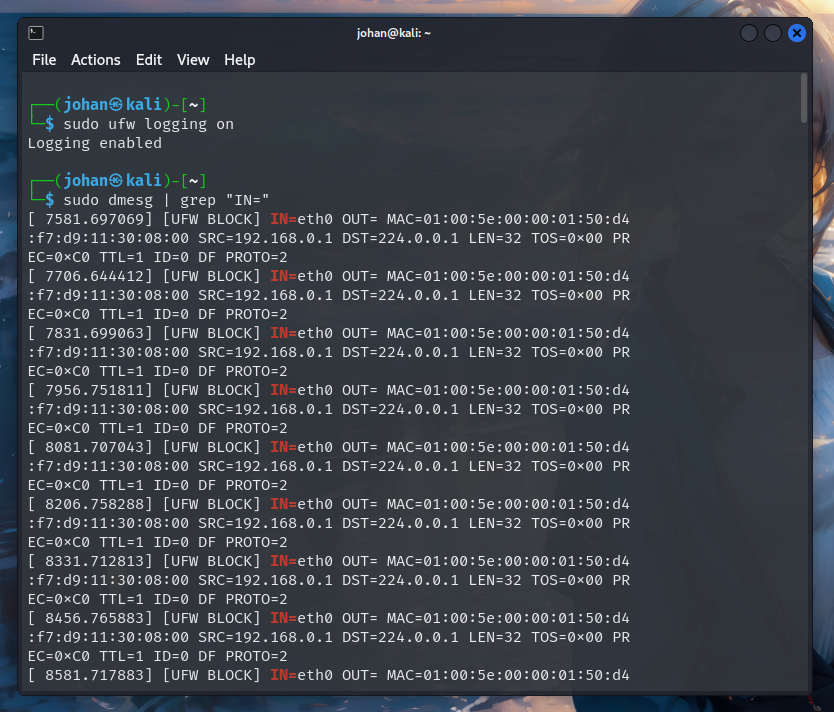 johan@kali: ~
File Actions Edit View Help
┌──(johan㉿kali)-[~]
└─$ sudo ufw logging on
Logging enabled
┌──(johan㉿kali)-[~]
└─$ sudo dmesg | grep "IN="
[ 7581.697069] [UFW BLOCK] IN=eth0 OUT= MAC=01:00:5e:00:00:01:50:d4
:f7:d9:11:30:08:00 SRC=192.168.0.1 DST=224.0.0.1 LEN=32 TOS=0×00 PR
EC=0×C0 TTL=1 ID=0 DF PROTO=2
[ 7706.644412] [UFW BLOCK] IN=eth0 OUT= MAC=01:00:5e:00:00:01:50:d4
:f7:d9:11:30:08:00 SRC=192.168.0.1 DST=224.0.0.1 LEN=32 TOS=0×00 PR
EC=0×C0 TTL=1 ID=0 DF PROTO=2
[ 7831.699063] [UFW BLOCK] IN=eth0 OUT= MAC=01:00:5e:00:00:01:50:d4
:f7:d9:11:30:08:00 SRC=192.168.0.1 DST=224.0.0.1 LEN=32 TOS=0×00 PR
EC=0×C0 TTL=1 ID=0 DF PROTO=2
[ 7956.751811] [UFW BLOCK] IN=eth0 OUT= MAC=01:00:5e:00:00:01:50:d4
:f7:d9:11:30:08:00 SRC=192.168.0.1 DST=224.0.0.1 LEN=32 TOS=0×00 PR
EC=0×C0 TTL=1 ID=0 DF PROTO=2
[ 8081.707043] [UFW BLOCK] IN=eth0 OUT= MAC=01:00:5e:00:00:01:50:d4
:f7:d9:11:30:08:00 SRC=192.168.0.1 DST=224.0.0.1 LEN=32 TOS=0×00 PR
EC=0×C0 TTL=1 ID=0 DF PROTO=2
[ 8206.758288] [UFW BLOCK] IN=eth0 OUT= MAC=01:00:5e:00:00:01:50:d4
:f7:d9:11:30:08:00 SRC=192.168.0.1 DST=224.0.0.1 LEN=32 TOS=0×00 PR
EC=0×C0 TTL=1 ID=0 DF PROTO=2
[ 8331.712813] [UFW BLOCK] IN=eth0 OUT= MAC=01:00:5e:00:00:01:50:d4
:f7:d9:11:30:08:00 SRC=192.168.0.1 DST=224.0.0.1 LEN=32 TOS=0×00 PR
EC=0×C0 TTL=1 ID=0 DF PROTO=2
[ 8456.765883] [UFW BLOCK] IN=eth0 OUT= MAC=01:00:5e:00:00:01:50:d4
:f7:d9:11:30:08:00 SRC=192.168.0.1 DST=224.0.0.1 LEN=32 TOS=0×00 PR
EC=0×C0 TTL=1 ID=0 DF PROTO=2
[ 8581.717883] [UFW BLOCK] IN=eth0 OUT= MAC=01:00:5e:00:00:01:50:d4